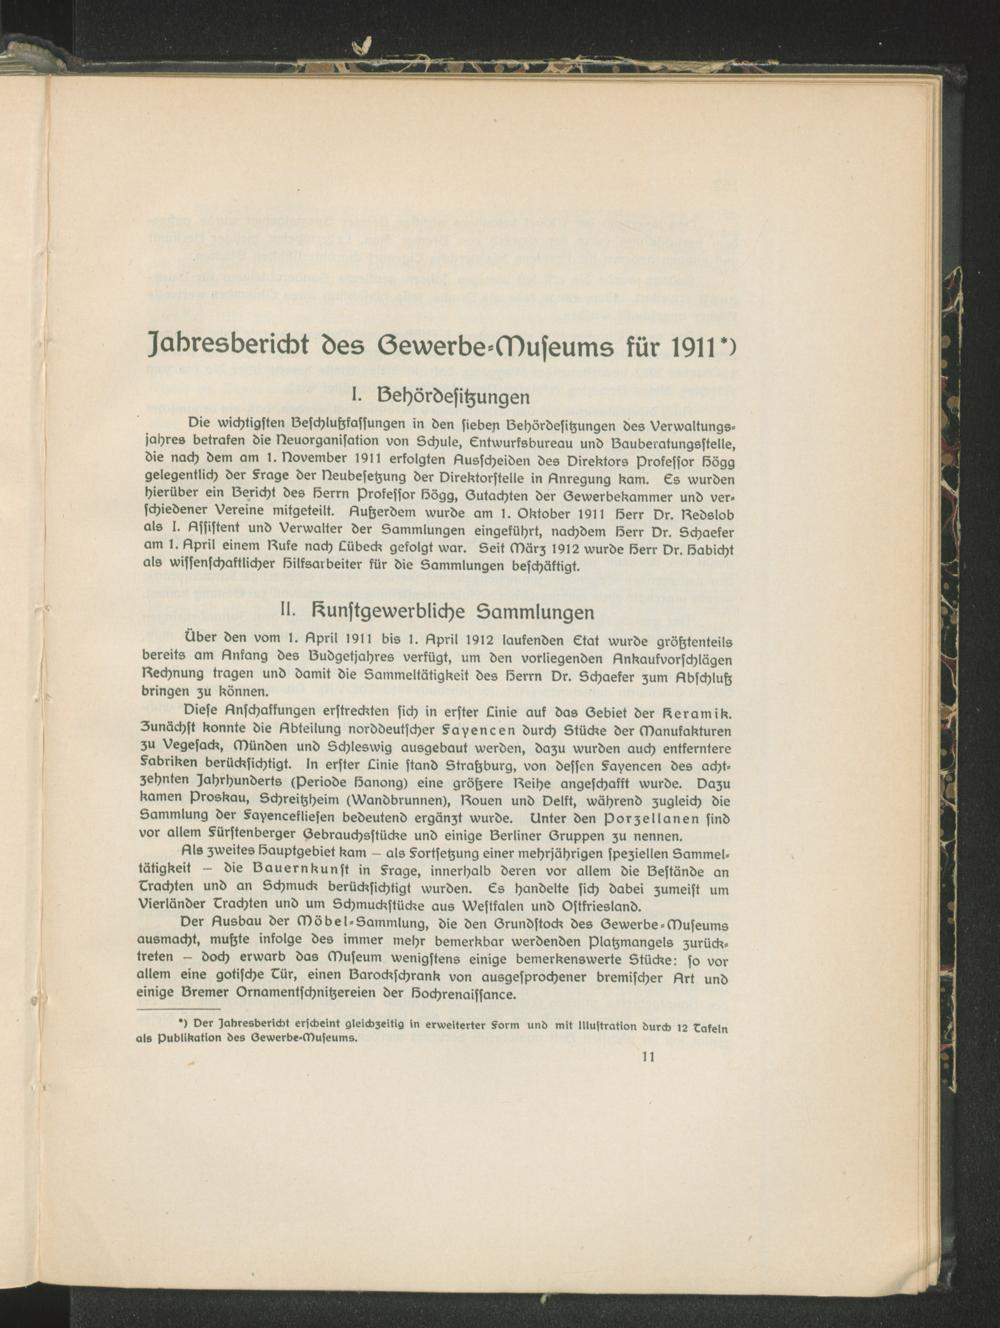 Jahresbericht des Gewerbe-Museums für 1911*)
I. Behördesitzungen
Die wichtigsten Beschlußfassungen in den sieben Behördesitzungen des Verwaltungs-
jahres betrafen die Neuorganisation von Schule, Entwurfsbureau und Bauberatungsstelle,
die nach dem am 1. November 1911 erfolgten Ausscheiden des Direktors Professor Högg
gelegentlich der Frage der Neubesetzung der Direktorstelle in Anregung kam. Es wurden
hierüber ein Bericht des Herrn Professor Högg, Gutachten der Gewerbekammer und ver-
schiedener Vereine mitgeteilt. Außerdem wurde am 1. Oktober 1911 Herr Dr. Redslob
als I. Assistent und Verwalter der Sammlungen eingeführt, nachdem Herr Dr. Schaefer
am 1. April einem Rufe nach Lübeck gefolgt war. Seit März 1912 wurde Herr Dr. Habicht
als wissenschaftlicher Hilfsarbeiter für die Sammlungen beschäftigt.
II. Kunstgewerbliche Sammlungen
Über den vom 1. April 1911 bis 1. April 1912 laufenden Etat wurde größtenteils
bereits am Anfang des Budgetjahres verfügt, um den vorliegenden Ankaufvorschlägen
Rechnung tragen und damit die Sammeltätigkeit des Herrn Dr. Schaefer zum Abschluß
bringen zu können.
Diese Anschaffungen erstreckten sich in erster Linie auf das Gebiet der Keramik.
Zunächst konnte die Abteilung norddeutscher Fayencen durch Stücke der Manufakturen
zu Vegesack, Münden und Schleswig ausgebaut werden, dazu wurden auch entferntere
Fabriken berücksichtigt. In erster Linie stand Straßburg, von dessen Fayencen des acht-
zehnten Jahrhunderts (Periode Hanong) eine größere Reihe angeschafft wurde. Dazu
kamen Proskau, Schreitzheim (Wandbrunnen), Rouen und Delft, während zugleich die
Sammlung der Fayencefliesen bedeutend ergänzt wurde. Unter den Porzellanen sind
vor allem Fürstenberger Gebrauchsstücke und einige Berliner Gruppen zu nennen.
Als zweites Hauptgebiet kam — als Fortsetzung einer mehrjährigen speziellen Sammel-
tätigkeit — die Bauernkunst in Frage, innerhalb deren vor allem die Bestände an
Trachten und an Schmuck berücksichtigt wurden. Es handelte sich dabei zumeist um
Vierländer Trachten und um Schmuckstücke aus Westfalen und Ostfriesland.
Der Ausbau der Möbel-Sammlung, die den Grundstock des Gewerbe-Museums
ausmacht, mußte infolge des immer mehr bemerkbar werdenden Platzmangels zurück-
treten — doch erwarb das Museum wenigstens einige bemerkenswerte Stücke: so vor
allem eine gotische Tür, einen Barockschrank von ausgesprochener bremischer Art und
einige Bremer Ornamentschnitzereien der Hochrenaissance.
*) Der Jahresbericht erscheint gleichzeitig in erweiterter Form und mit Illustration durch 12 Tafeln
als Publikation des Gewerbe-Museums.
11